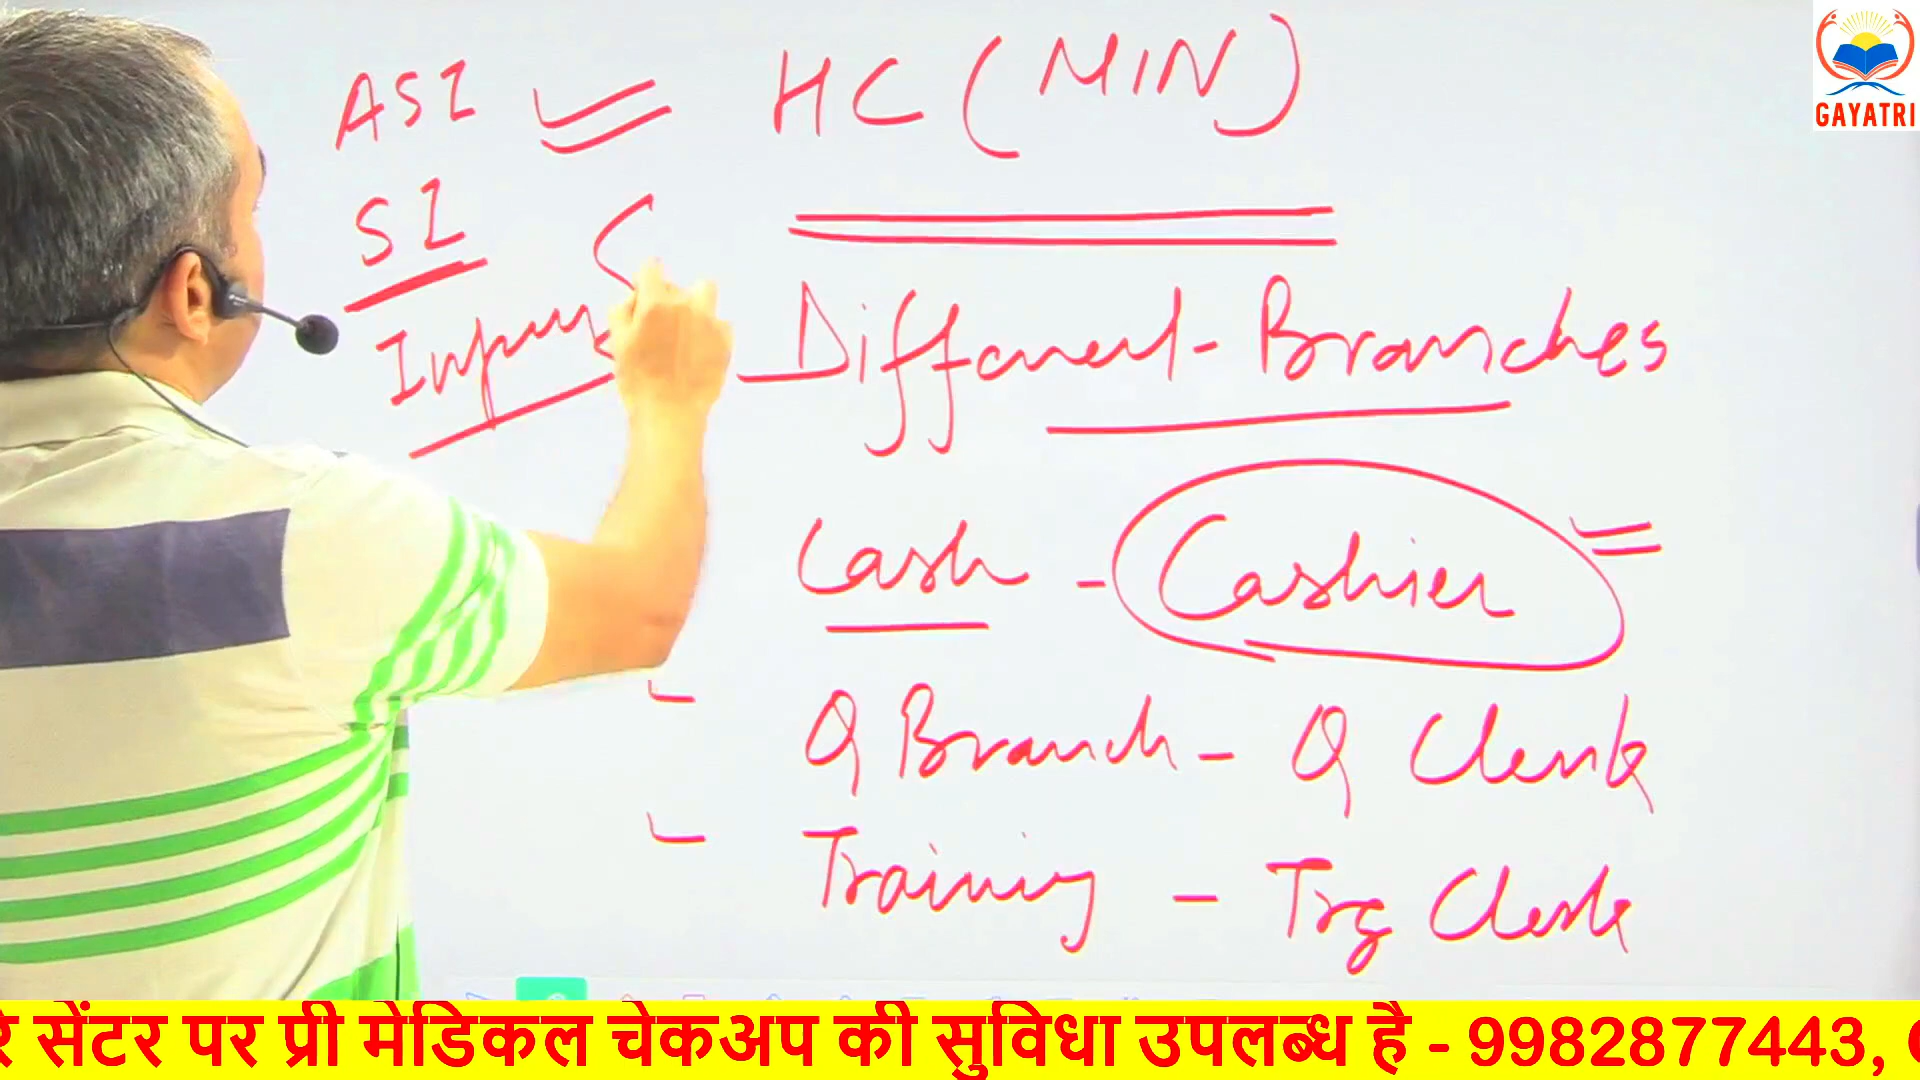 ASI HC (MIN)
SI
Different - Branches
Cash - Cashier
Q Branch - Q Clerk
Training - Trg Clerk
GAYATRI
सेंटर पर प्री मेडिकल चेकअप की सुविधा उपलब्ध है - 9982877443,